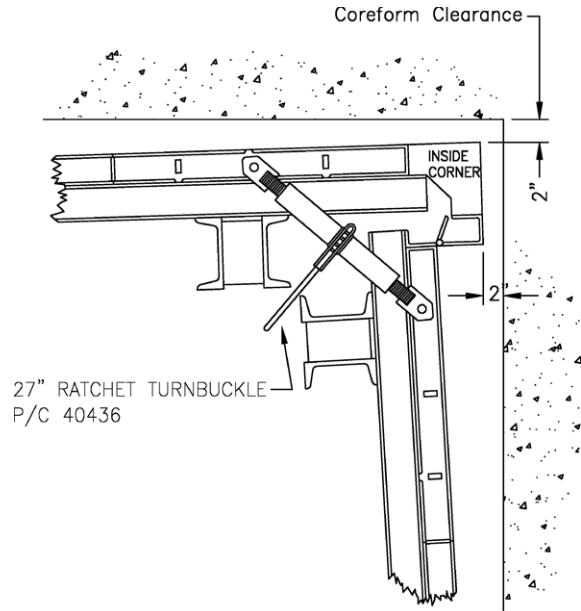 Coreform Clearance
INSIDE
CORNER
2"
2"
27" RATCHET TURNBUCKLE
P/C 40436